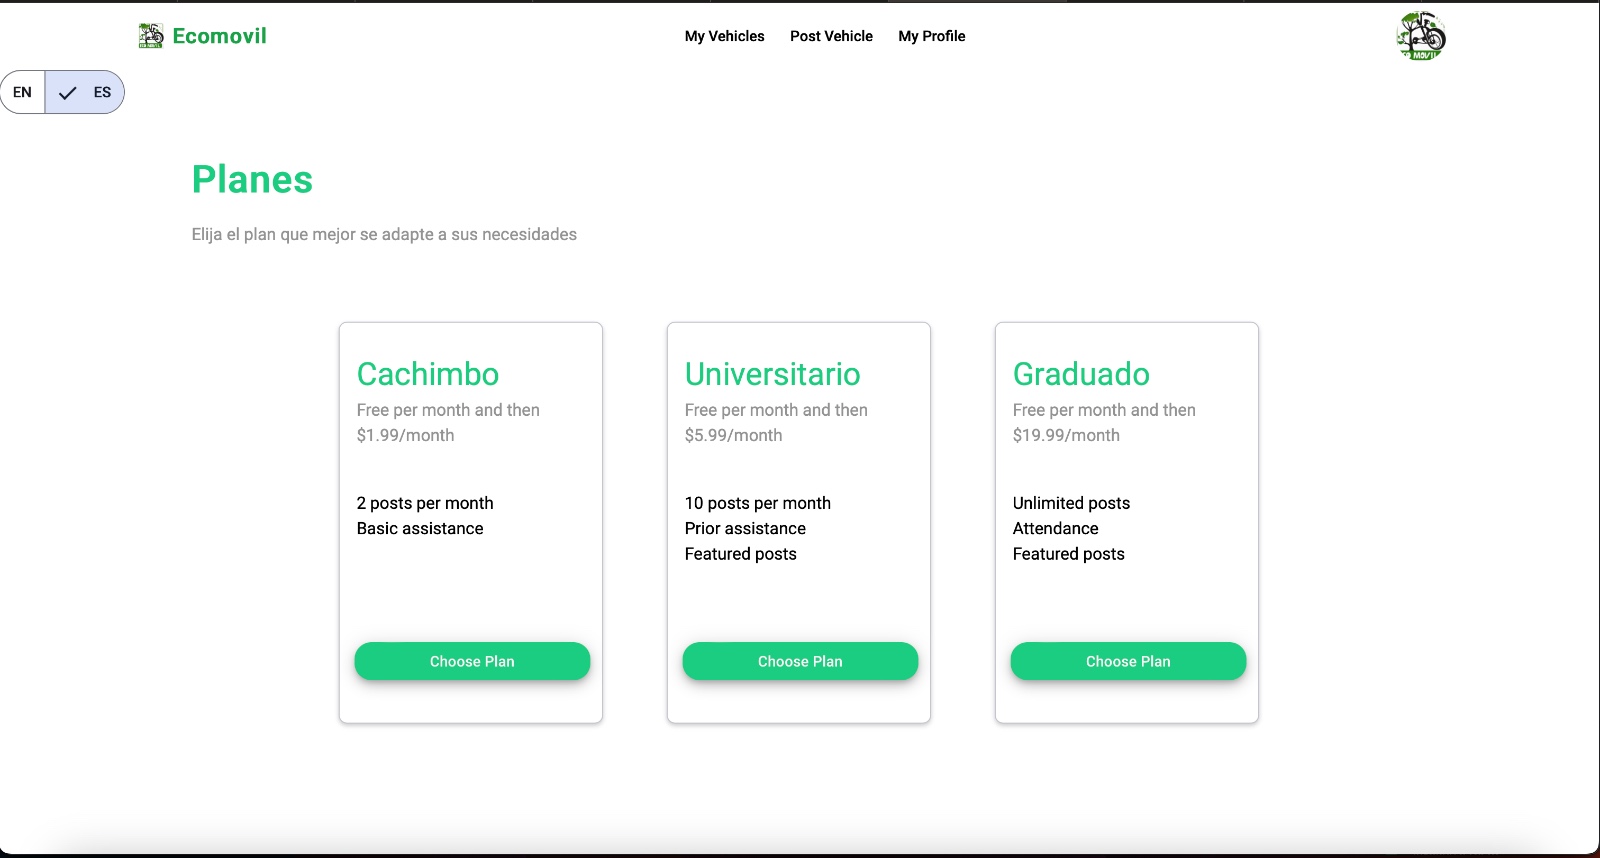 Ecomovil
My Vehicles
Post Vehicle
My Profile
EN
ES
Planes
Elija el plan que mejor se adapte a sus necesidades
Cachimbo
Free per month and then
$1.99/month
2 posts per month
Basic assistance
Choose Plan
Universitario
Free per month and then
$5.99/month
10 posts per month
Prior assistance
Featured posts
Choose Plan
Graduado
Free per month and then
$19.99/month
Unlimited posts
Attendance
Featured posts
Choose Plan